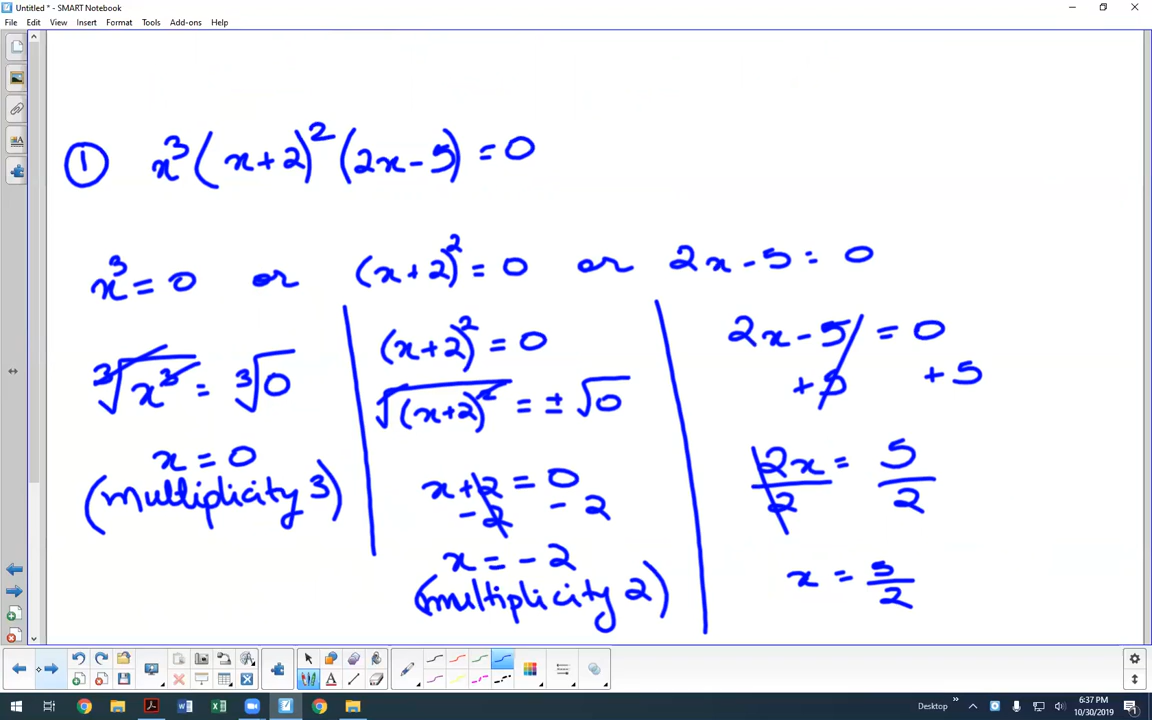 Untitled * - SMART Notebook
File Edit View Insert Format Tools Add-ons Help
① x³(x+2)²(2x-5) = 0
x³ = 0 or (x+2)² = 0 or 2x-5 = 0
∛x³ = ∛0
x = 0
(multiplicity 3)
(x+2)² = 0
√(x+2)² = ± √0
x+2 = 0
-2 -2
x = -2
(multiplicity 2)
2x-5 = 0
+5 +5
2x/2 = 5/2
x = 5/2
A
Desktop »
6:37 PM
10/30/2019